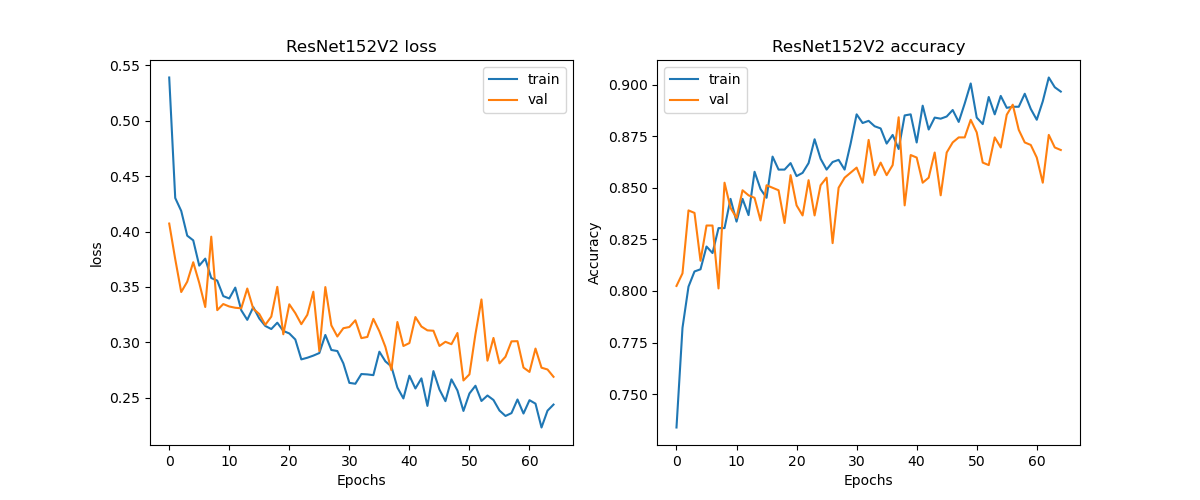 ResNet152V2 loss
0.55
0.50
0.45
0.40
0.35
0.30
0.25
loss
train
val
0 10 20 30 40 50 60
Epochs
ResNet152V2 accuracy
0.900
0.875
0.850
0.825
0.800
0.775
0.750
Accuracy
train
val
0 10 20 30 40 50 60
Epochs